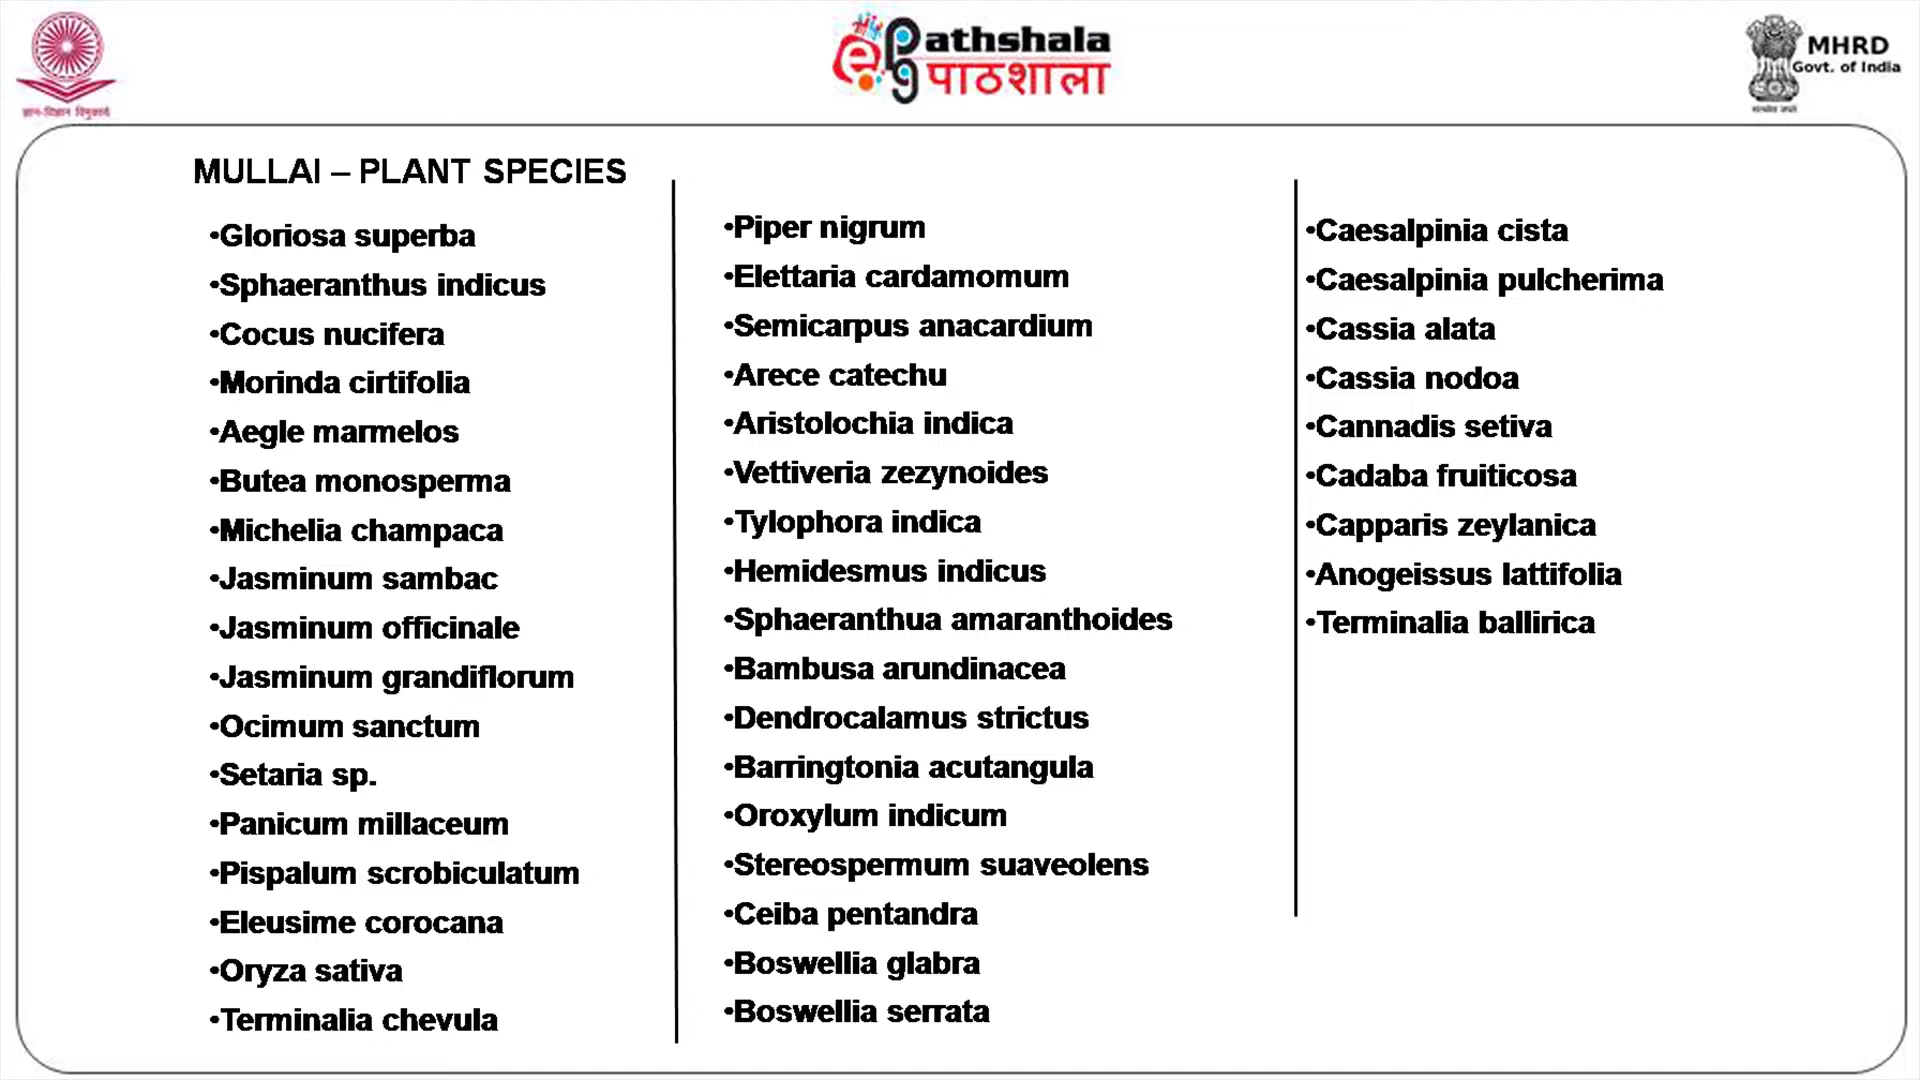 ज्ञान-विज्ञान विमुक्तये
athshala
पाठशाला
MHRD
Govt. of India
सत्यमेव जयते
MULLAI – PLANT SPECIES
•Gloriosa superba
•Sphaeranthus indicus
•Cocus nucifera
•Morinda cirtifolia
•Aegle marmelos
•Butea monosperma
•Michelia champaca
•Jasminum sambac
•Jasminum officinale
•Jasminum grandiflorum
•Ocimum sanctum
•Setaria sp.
•Panicum millaceum
•Pispalum scrobiculatum
•Eleusime corocana
•Oryza sativa
•Terminalia chevula
•Piper nigrum
•Elettaria cardamomum
•Semicarpus anacardium
•Arece catechu
•Aristolochia indica
•Vettiveria zezynoides
•Tylophora indica
•Hemidesmus indicus
•Sphaeranthua amaranthoides
•Bambusa arundinacea
•Dendrocalamus strictus
•Barringtonia acutangula
•Oroxylum indicum
•Stereospermum suaveolens
•Ceiba pentandra
•Boswellia glabra
•Boswellia serrata
•Caesalpinia cista
•Caesalpinia pulcherima
•Cassia alata
•Cassia nodoa
•Cannadis setiva
•Cadaba fruiticosa
•Capparis zeylanica
•Anogeissus lattifolia
•Terminalia ballirica